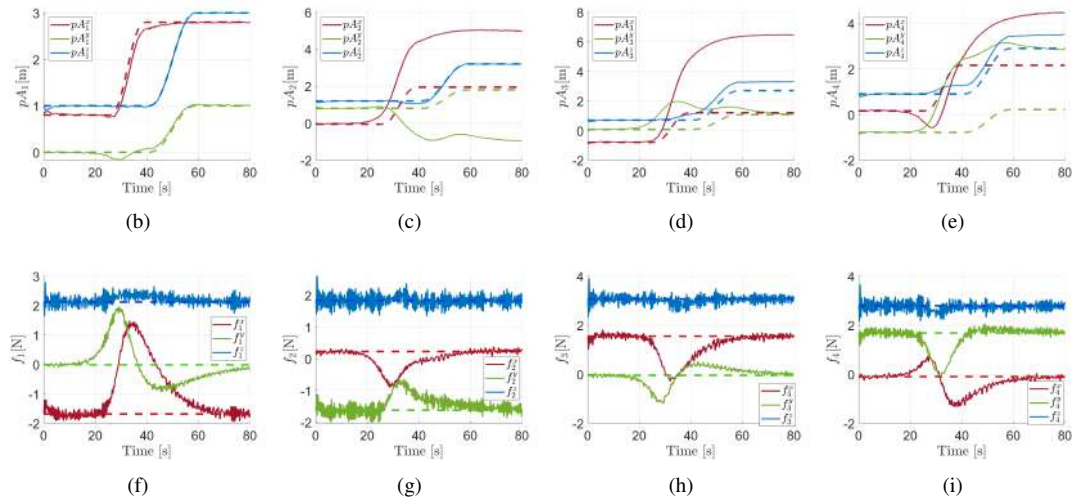 3
2
1
0
pA₁[m]
pA₁ˣ
pA₁ʸ
pA₁ᶻ
0 20 40 60 80
Time [s]
(b)
6
4
2
0
-2
pA₂[m]
pA₂ˣ
pA₂ʸ
pA₂ᶻ
0 20 40 60 80
Time [s]
(c)
8
6
4
2
0
-2
pA₃[m]
pA₃ˣ
pA₃ʸ
pA₃ᶻ
0 20 40 60 80
Time [s]
(d)
4
2
0
-2
pA₄[m]
pA₄ˣ
pA₄ʸ
pA₄ᶻ
0 20 40 60 80
Time [s]
(e)
3
2
1
0
-1
-2
f₁[N]
f₁ˣ
f₁ʸ
f₁ᶻ
0 20 40 60 80
Time [s]
(f)
2
1
0
-1
-2
f₂[N]
f₂ˣ
f₂ʸ
f₂ᶻ
0 20 40 60 80
Time [s]
(g)
4
2
0
-2
f₃[N]
f₃ˣ
f₃ʸ
f₃ᶻ
0 20 40 60 80
Time [s]
(h)
4
2
0
-2
f₄[N]
f₄ˣ
f₄ʸ
f₄ᶻ
0 20 40 60 80
Time [s]
(i)